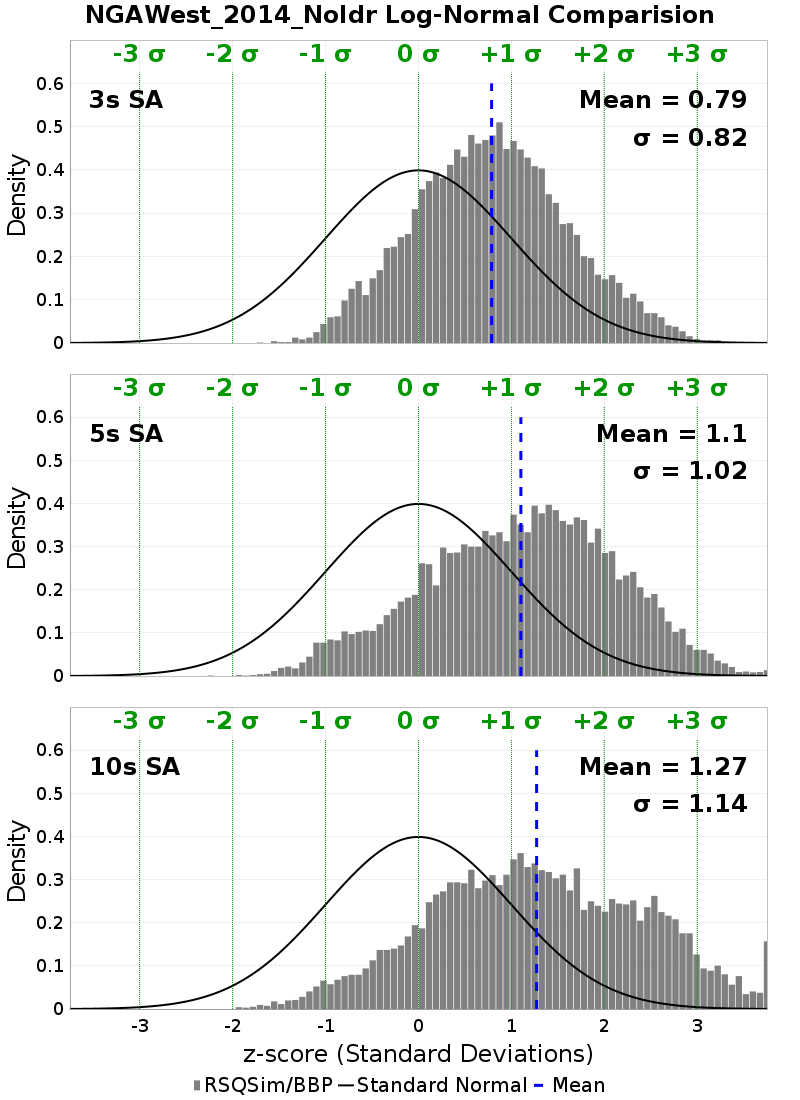 NGAWest_2014_NoIdr Log-Normal Comparision
-3 σ -2 σ -1 σ 0 σ +1 σ +2 σ +3 σ
3s SA
Mean = 0.79
σ = 0.82
0.6
0.5
0.4
0.3
0.2
0.1
0
Density
-3 σ -2 σ -1 σ 0 σ +1 σ +2 σ +3 σ
5s SA
Mean = 1.1
σ = 1.02
0.6
0.5
0.4
0.3
0.2
0.1
0
Density
-3 σ -2 σ -1 σ 0 σ +1 σ +2 σ +3 σ
10s SA
Mean = 1.27
σ = 1.14
0.6
0.5
0.4
0.3
0.2
0.1
0
Density
-3 -2 -1 0 1 2 3
z-score (Standard Deviations)
RSQSim/BBP Standard Normal Mean